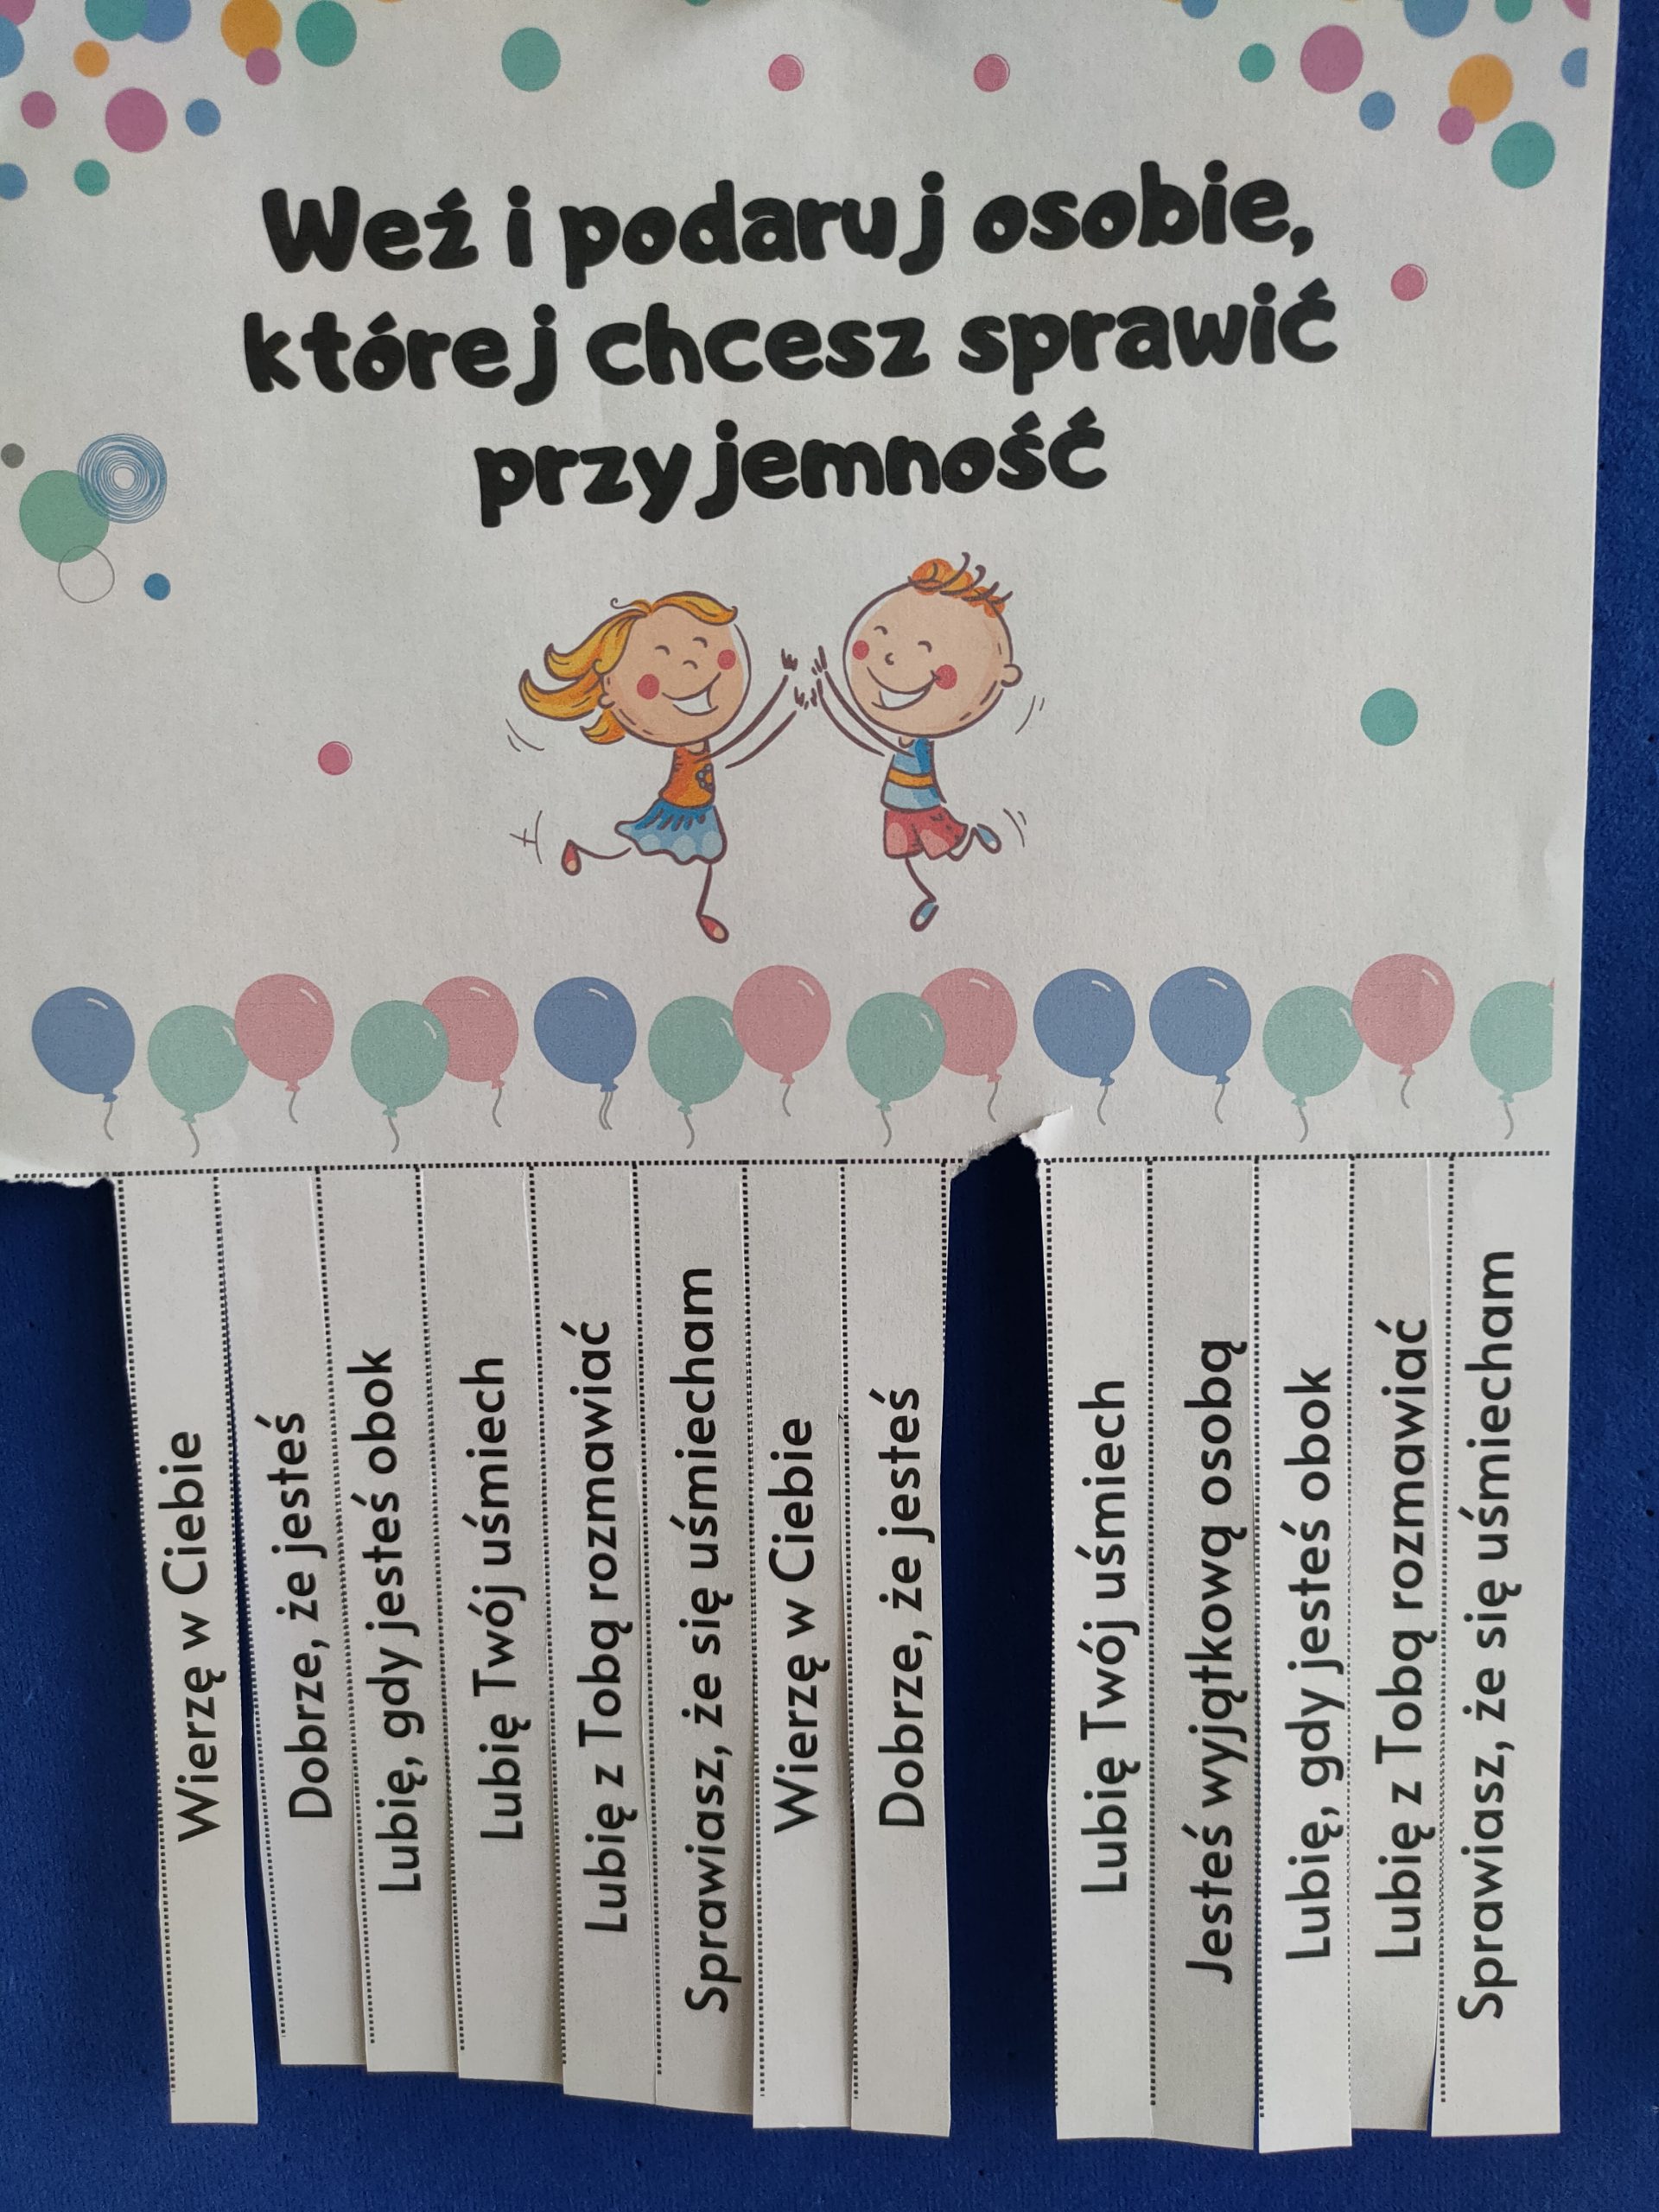 Weź i podaruj osobie,
której chcesz sprawić
przyjemność
Wierzę w Ciebie
Dobrze, że jesteś
Lubię, gdy jesteś obok
Lubię Twój uśmiech
Lubię z Tobą rozmawiać
Sprawiasz, że się uśmiecham
Wierzę w Ciebie
Dobrze, że jesteś
Lubię Twój uśmiech
Jesteś wyjątkową osobą
Lubię, gdy jesteś obok
Lubię z Tobą rozmawiać
Sprawiasz, że się uśmiecham